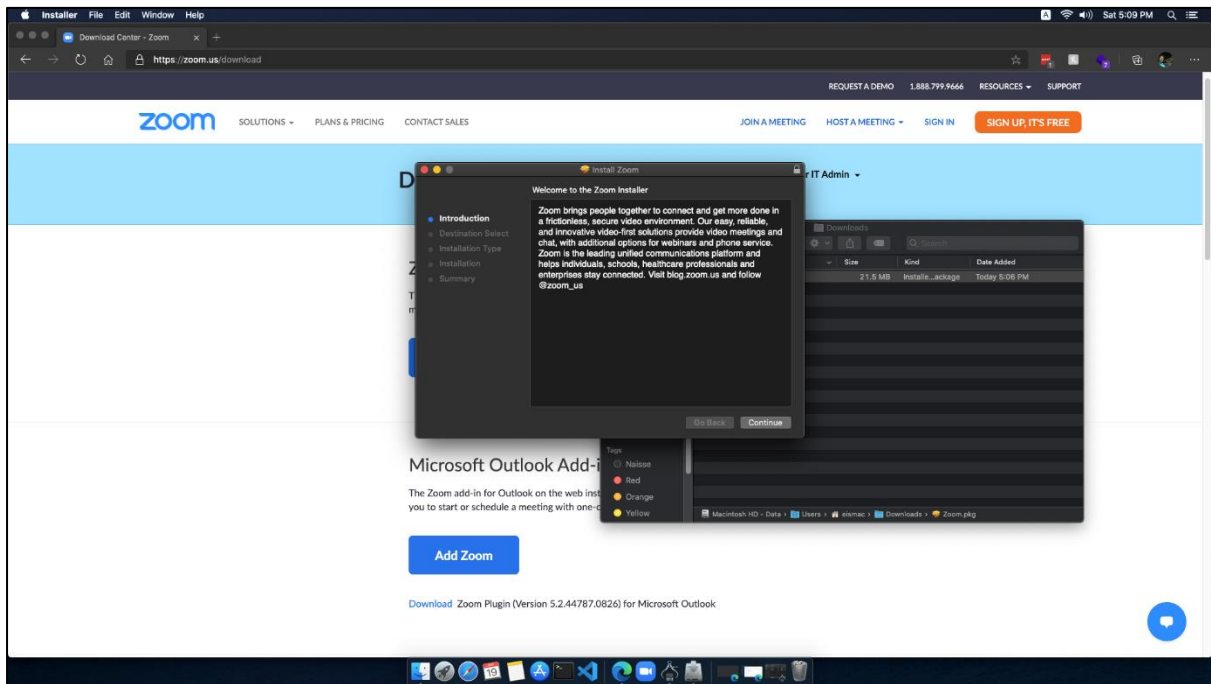 Installer File Edit Window Help
A Sat 5:09 PM
Download Center - Zoom
https://zoom.us/download
REQUEST A DEMO 1.888.799.9666 RESOURCES SUPPORT
zoom SOLUTIONS PLANS & PRICING CONTACT SALES JOIN A MEETING HOST A MEETING SIGN IN SIGN UP, IT'S FREE
D
r IT Admin
Install Zoom
Welcome to the Zoom Installer
Introduction
Destination Select
Installation Type
Installation
Summary
Zoom brings people together to connect and get more done in
a frictionless, secure video environment. Our easy, reliable,
and innovative video-first solutions provide video meetings and
chat, with additional options for webinars and phone service.
Zoom is the leading unified communications platform and
helps individuals, schools, healthcare professionals and
enterprises stay connected. Visit blog.zoom.us and follow
@zoom_us
Go Back Continue
Downloads
Search
Size Kind Date Added
21.5 MB Installe...ackage Today 5:06 PM
Tags
Naisse
Red
Orange
Yellow
Macintosh HD - Data › Users › eismac › Downloads › Zoom.pkg
Z
T
m
Microsoft Outlook Add-i
The Zoom add-in for Outlook on the web inst
you to start or schedule a meeting with one-c
Add Zoom
Download Zoom Plugin (Version 5.2.44787.0826) for Microsoft Outlook
19